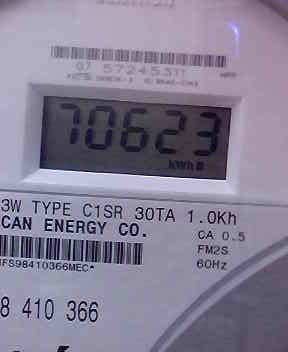 07 57245311
70623
kWh
3W TYPE C1SR 30TA 1.0Kh
CAN ENERGY CO.
CA 0.5
FM2S
IFS98410366MEC*
60Hz
8 410 366